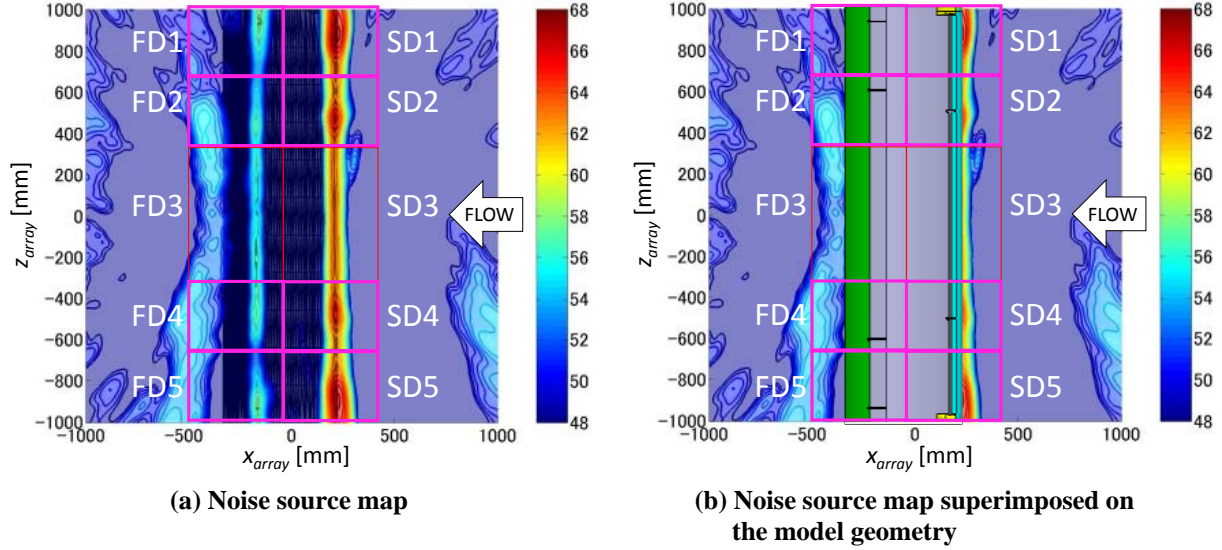 1000
800
600
400
200
0
-200
-400
-600
-800
-1000
z_array [mm]
FD1
FD2
FD3
FD4
FD5
SD1
SD2
SD3
SD4
SD5
FLOW
-1000
-500
0
500
1000
x_array [mm]
68
66
64
62
60
58
56
54
52
50
48
(a) Noise source map
1000
800
600
400
200
0
-200
-400
-600
-800
-1000
z_array [mm]
FD1
FD2
FD3
FD4
FD5
SD1
SD2
SD3
SD4
SD5
FLOW
-1000
-500
0
500
1000
x_array [mm]
68
66
64
62
60
58
56
54
52
50
48
(b) Noise source map superimposed on
the model geometry